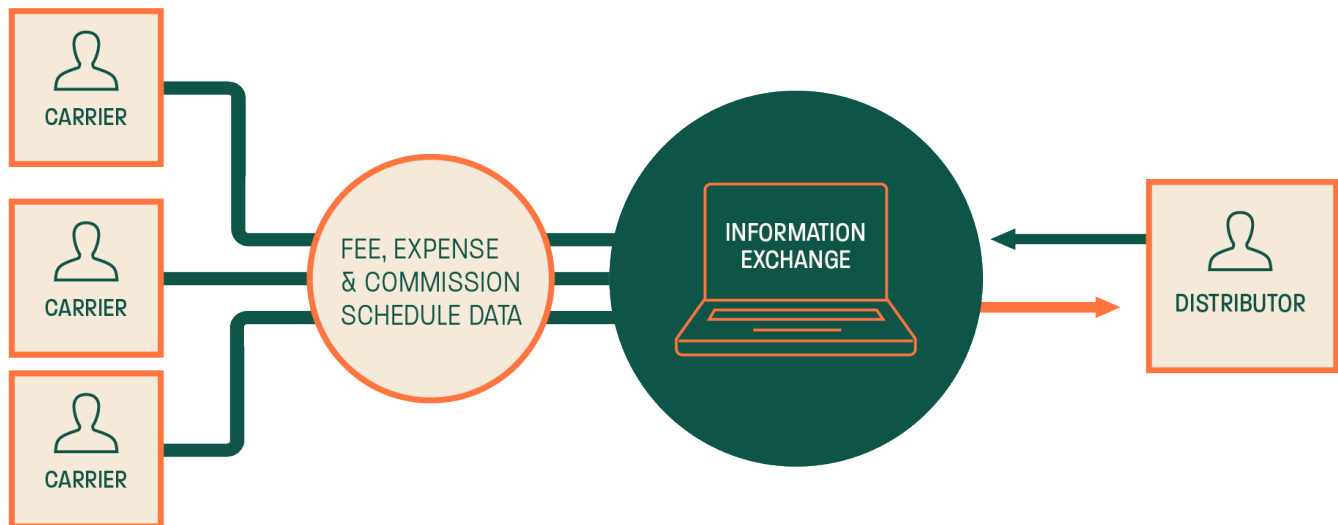 CARRIER
CARRIER
CARRIER
FEE, EXPENSE
& COMMISSION
SCHEDULE DATA
INFORMATION
EXCHANGE
DISTRIBUTOR